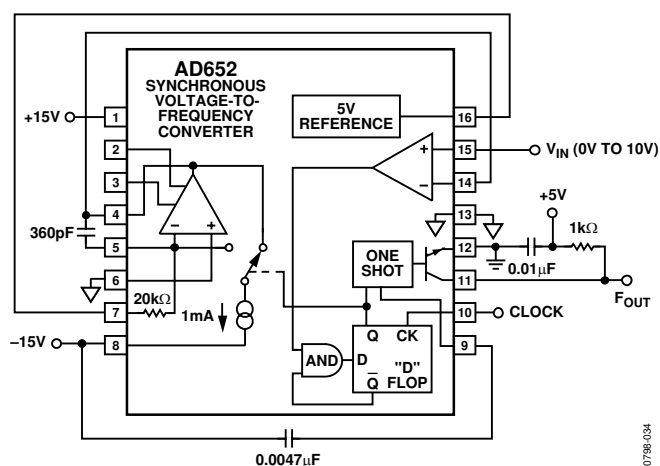 AD652
SYNCHRONOUS
VOLTAGE-TO-
FREQUENCY
CONVERTER
+15V
1
2
3
4
360pF
5
6
20kΩ
7
–15V
8
1mA
– +
5V
REFERENCE
16
15
VIN (0V TO 10V)
14
+
–
13
+5V
1kΩ
12
0.01µF
11
FOUT
ONE
SHOT
10
CLOCK
9
AND
Q CK
D "D"
Q FLOP
0.0047µF
0798-034